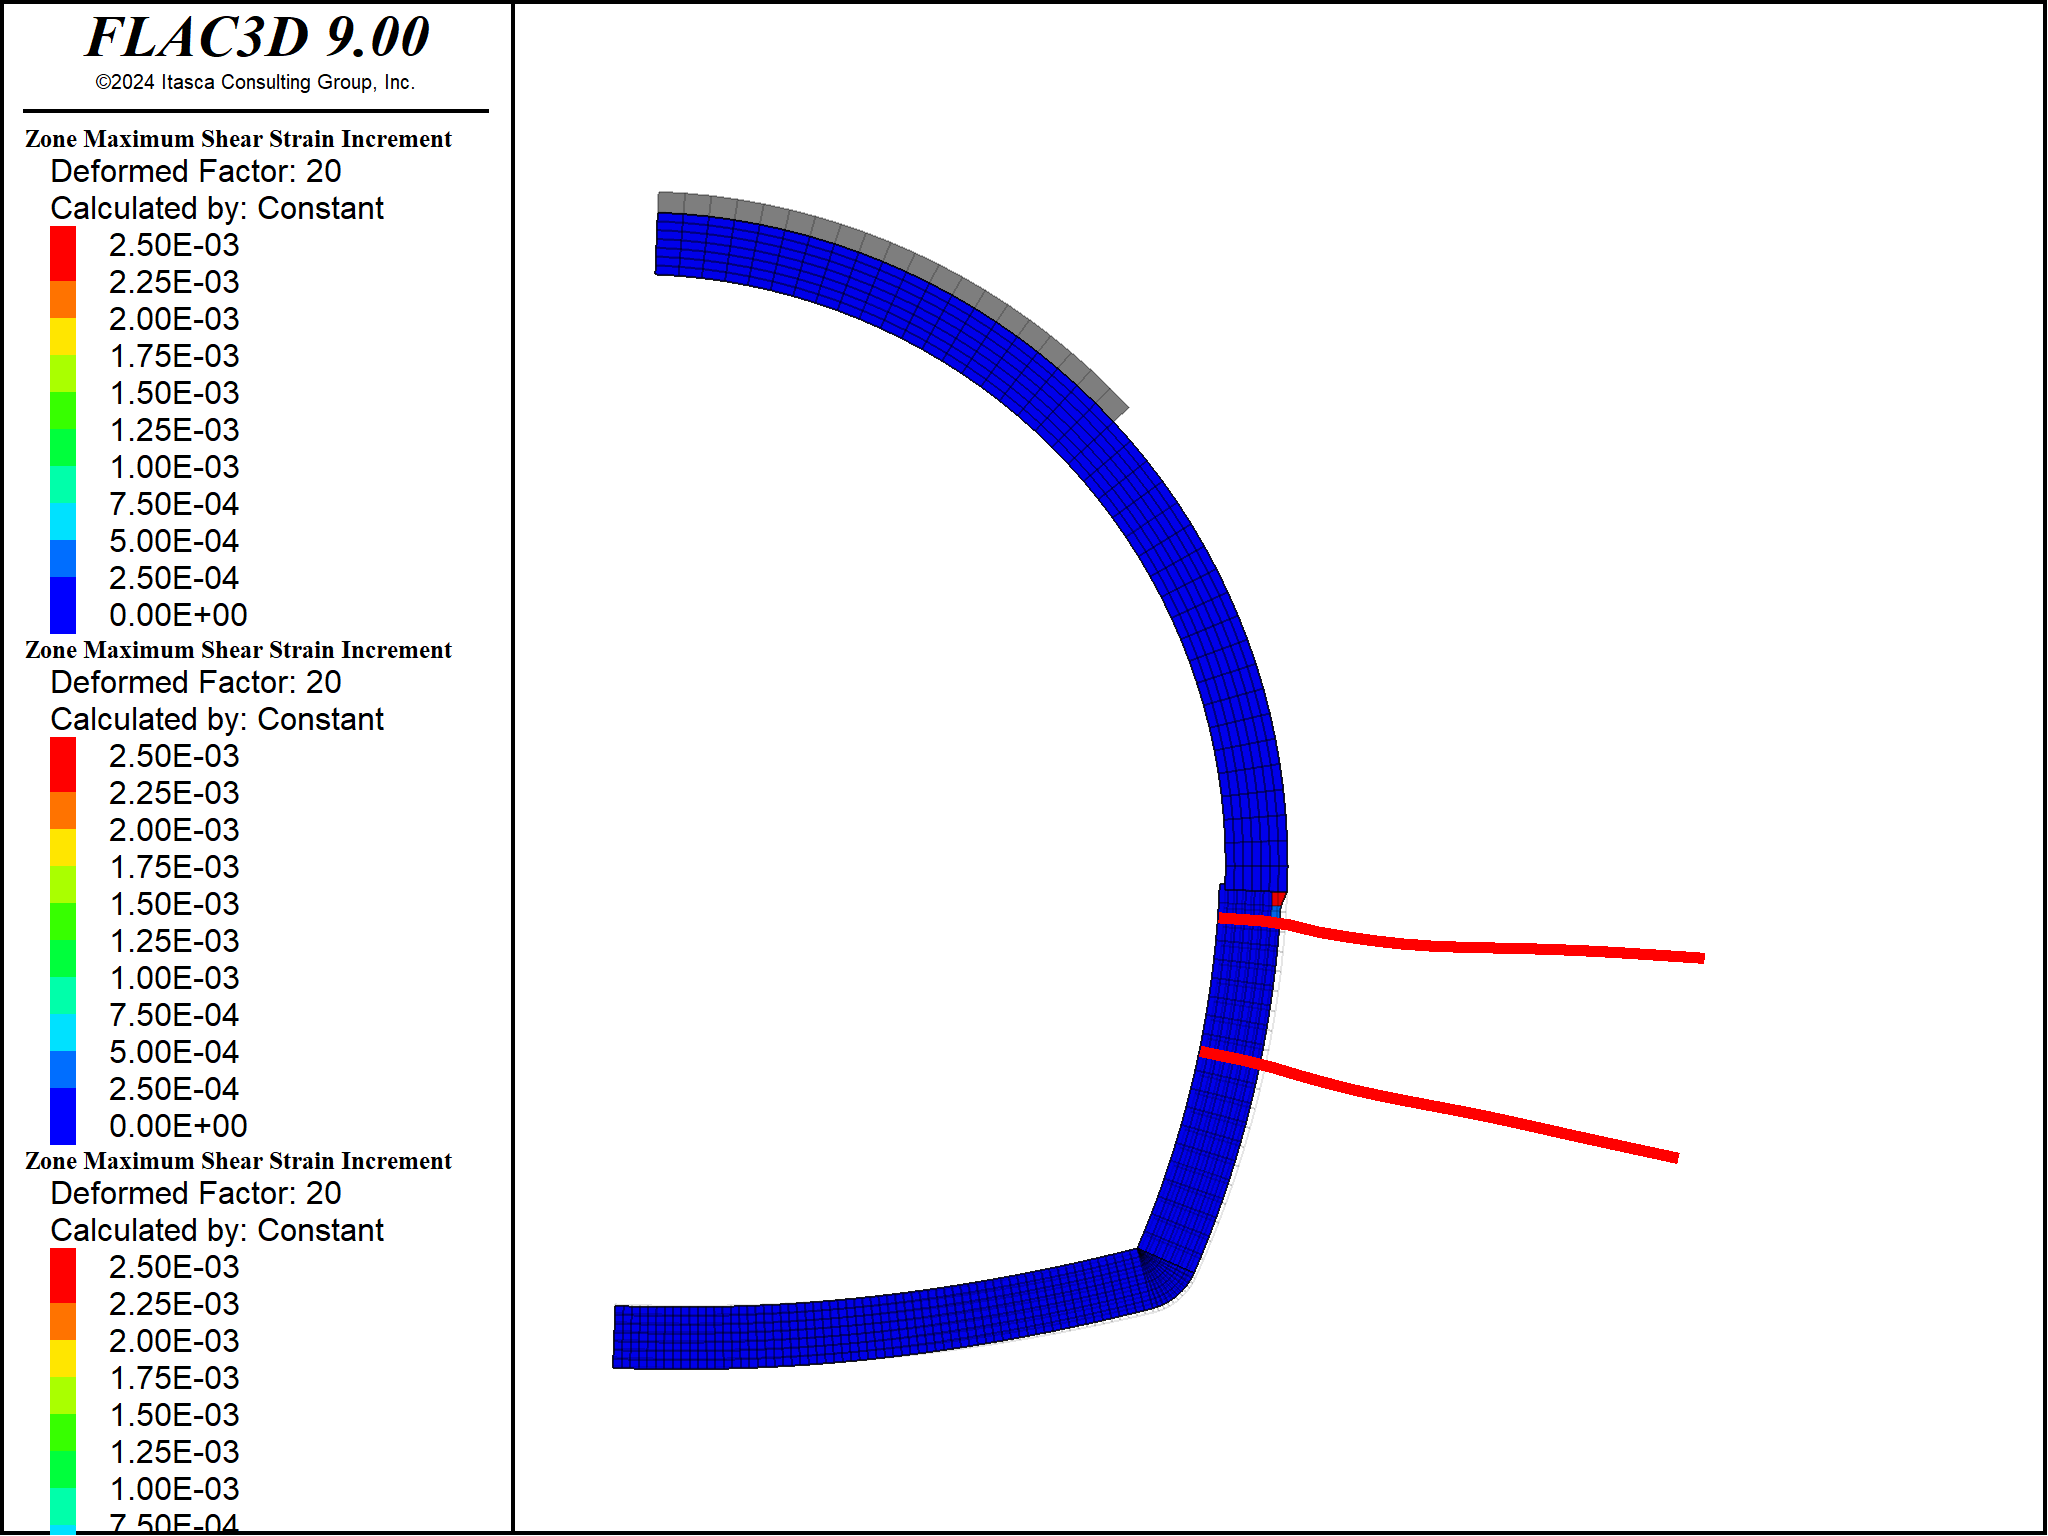 FLAC3D 9.00
©2024 Itasca Consulting Group, Inc.
Zone Maximum Shear Strain Increment
Deformed Factor: 20
Calculated by: Constant
2.50E-03
2.25E-03
2.00E-03
1.75E-03
1.50E-03
1.25E-03
1.00E-03
7.50E-04
5.00E-04
2.50E-04
0.00E+00
Zone Maximum Shear Strain Increment
Deformed Factor: 20
Calculated by: Constant
2.50E-03
2.25E-03
2.00E-03
1.75E-03
1.50E-03
1.25E-03
1.00E-03
7.50E-04
5.00E-04
2.50E-04
0.00E+00
Zone Maximum Shear Strain Increment
Deformed Factor: 20
Calculated by: Constant
2.50E-03
2.25E-03
2.00E-03
1.75E-03
1.50E-03
1.25E-03
1.00E-03
7.50E-04